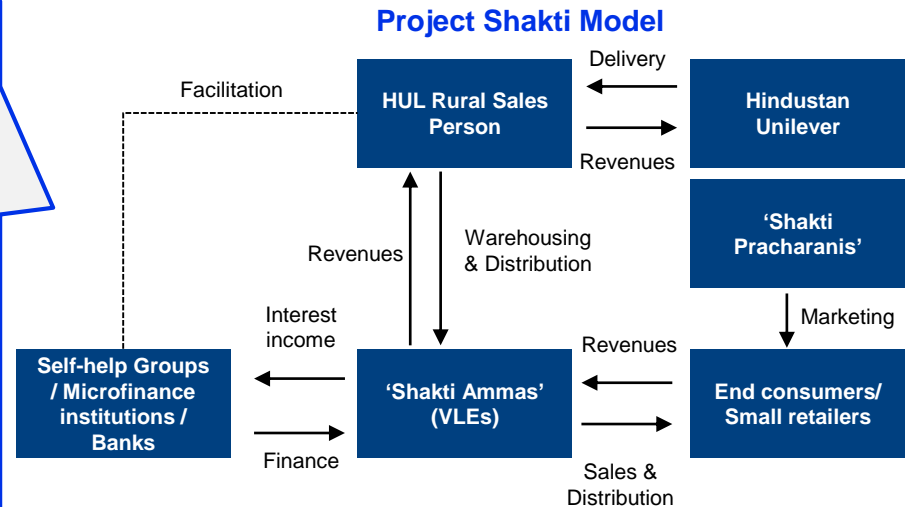 Project Shakti Model
Delivery
Facilitation
HUL Rural Sales
Person
Hindustan
Unilever
Revenues
‘Shakti
Pracharanis’
Revenues
Warehousing
& Distribution
Interest
income
Marketing
Revenues
Self-help Groups
/ Microfinance
institutions /
Banks
‘Shakti Ammas’
(VLEs)
End consumers/
Small retailers
Finance
Sales &
Distribution